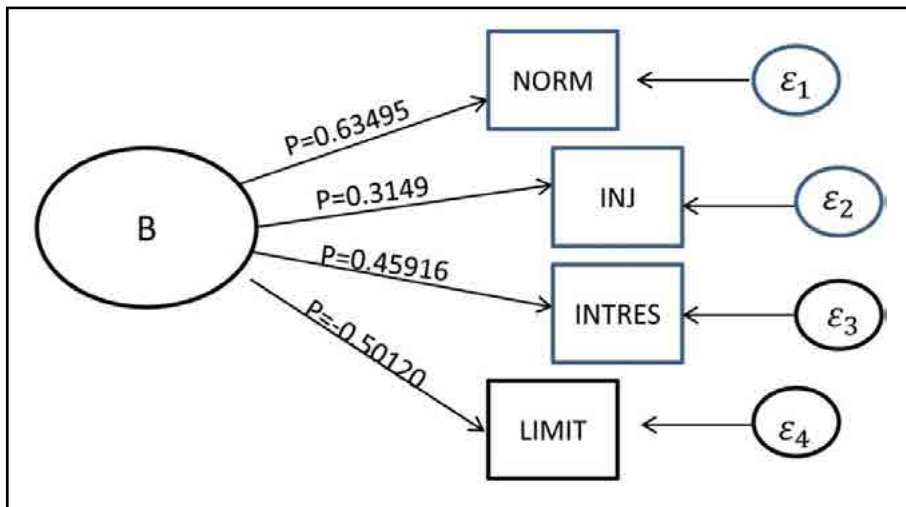 NORM
ε₁
P=0.63495
B
P=0.3149
INJ
ε₂
P=0.45916
INTRES
ε₃
P=-0.50120
LIMIT
ε₄